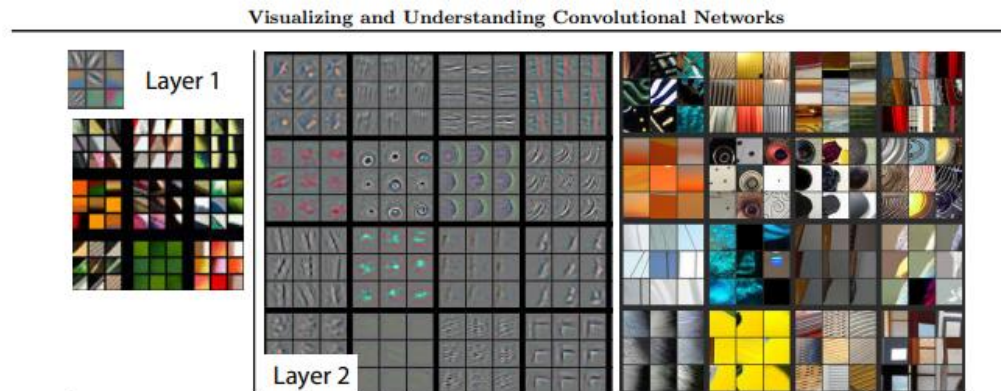 Visualizing and Understanding Convolutional Networks
Layer 1
Layer 2